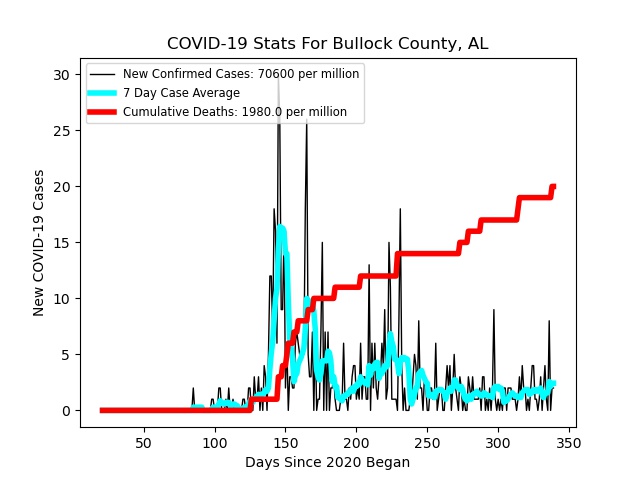 COVID-19 Stats For Bullock County, AL
New Confirmed Cases: 70600 per million
7 Day Case Average
Cumulative Deaths: 1980.0 per million
30
25
20
15
10
5
0
New COVID-19 Cases
50 100 150 200 250 300 350
Days Since 2020 Began